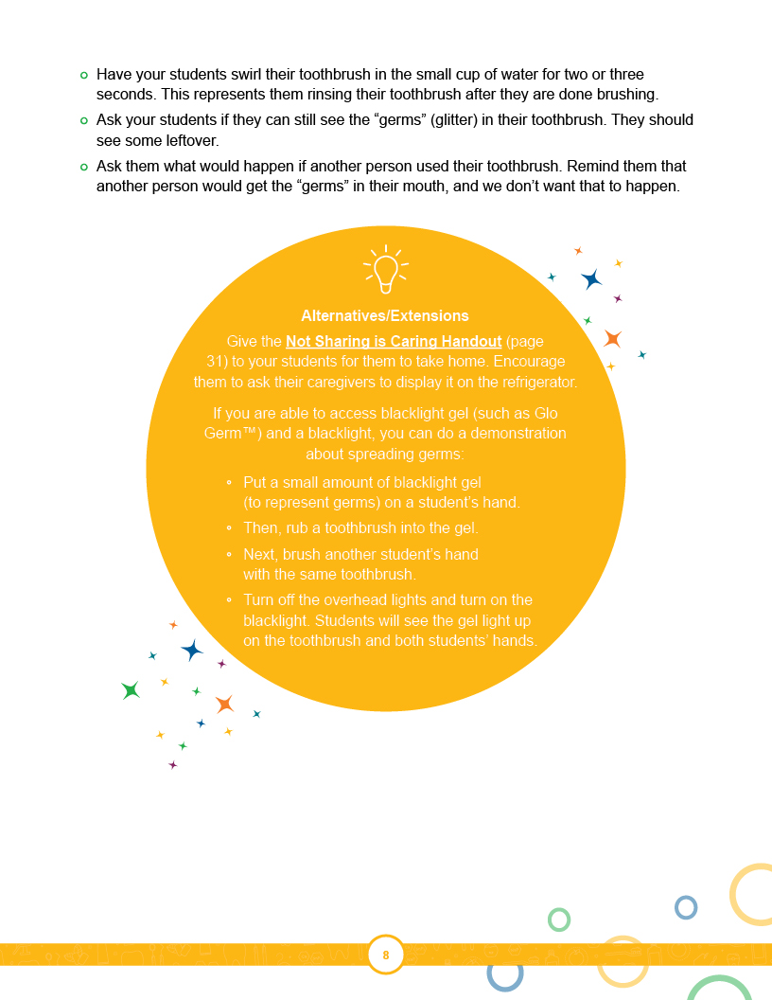 Have your students swirl their toothbrush in the small cup of water for two or three
seconds. This represents them rinsing their toothbrush after they are done brushing.
Ask your students if they can still see the “germs” (glitter) in their toothbrush. They should
see some leftover.
Ask them what would happen if another person used their toothbrush. Remind them that
another person would get the “germs” in their mouth, and we don’t want that to happen.
Alternatives/Extensions
Give the Not Sharing is Caring Handout (page
31) to your students for them to take home. Encourage
them to ask their caregivers to display it on the refrigerator.
If you are able to access blacklight gel (such as Glo
Germ™) and a blacklight, you can do a demonstration
about spreading germs:
Put a small amount of blacklight gel
(to represent germs) on a student’s hand.
Then, rub a toothbrush into the gel.
Next, brush another student’s hand
with the same toothbrush.
Turn off the overhead lights and turn on the
blacklight. Students will see the gel light up
on the toothbrush and both students’ hands.
8